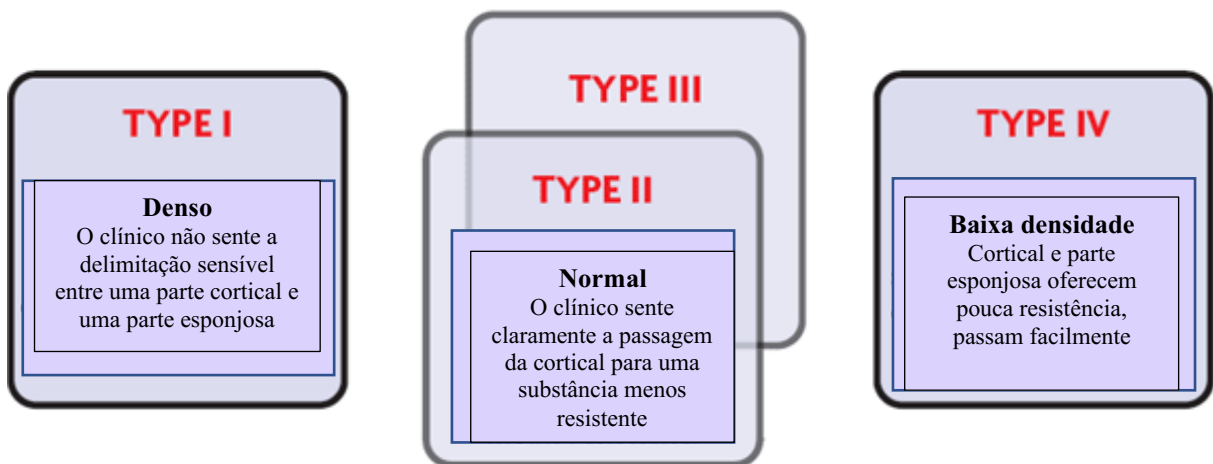 TYPE I
Denso
O clínico não sente a
delimitação sensível
entre uma parte cortical e
uma parte esponjosa
TYPE III
TYPE II
Normal
O clínico sente
claramente a passagem
da cortical para uma
substância menos
resistente
TYPE IV
Baixa densidade
Cortical e parte
esponjosa oferecem
pouca resistência,
passam facilmente